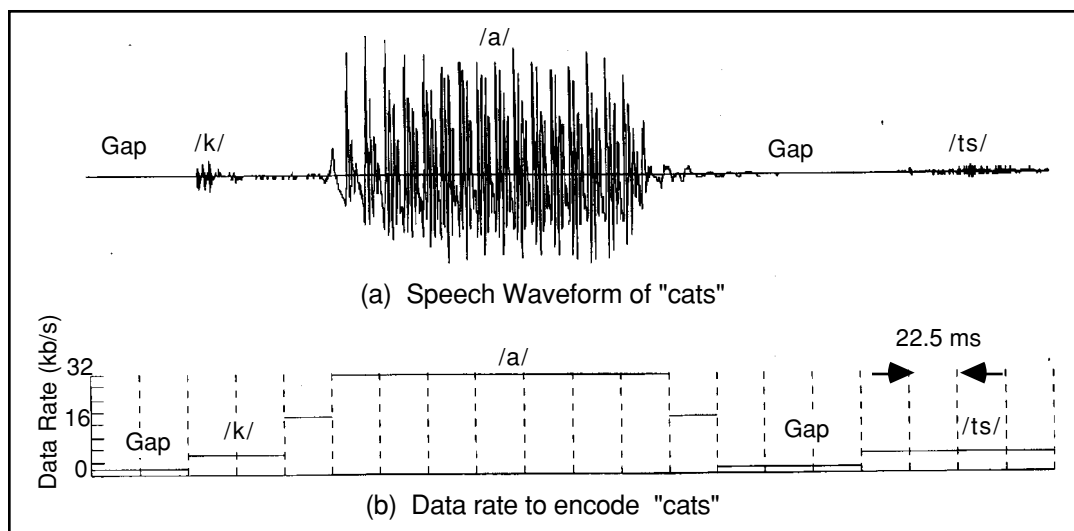 /a/
Gap /k/ Gap /ts/
(a) Speech Waveform of "cats"
Data Rate (kb/s)
32
16
0
/a/
22.5 ms
Gap /k/ Gap /ts/
(b) Data rate to encode "cats"